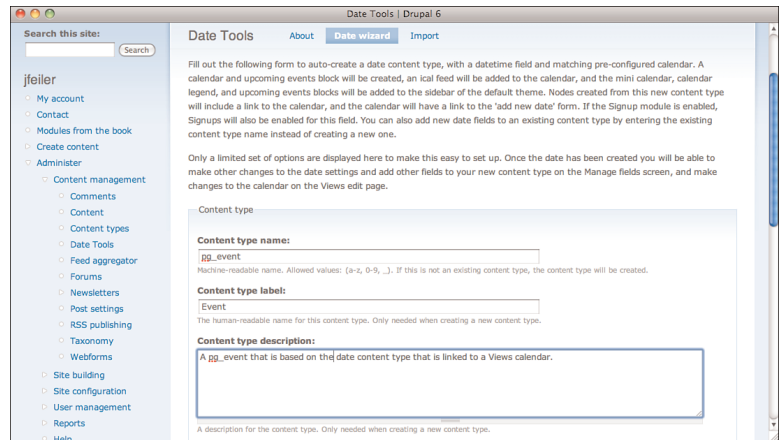 Date Tools | Drupal 6
Search this site:
Search
jfeiler
My account
Contact
Modules from the book
Create content
Administer
Content management
Comments
Content
Content types
Date Tools
Feed aggregator
Forums
Newsletters
Post settings
RSS publishing
Taxonomy
Webforms
Site building
Site configuration
User management
Reports
Help
Date Tools About Date wizard Import
Fill out the following form to auto-create a date content type, with a datetime field and matching pre-configured calendar. A
calendar and upcoming events block will be created, an ical feed will be added to the calendar, and the mini calendar, calendar
legend, and upcoming events blocks will be added to the sidebar of the default theme. Nodes created from this new content type
will include a link to the calendar, and the calendar will have a link to the 'add new date' form. If the Signup module is enabled,
Signups will also be enabled for this field. You can also add new date fields to an existing content type by entering the existing
content type name instead of creating a new one.
Only a limited set of options are displayed here to make this easy to set up. Once the date has been created you will be able to
make other changes to the date settings and add other fields to your new content type on the Manage fields screen, and make
changes to the calendar on the Views edit page.
Content type
Content type name:
pg_event
Machine-readable name. Allowed values: (a-z, 0-9, _). If this is not an existing content type, the content type will be created.
Content type label:
Event
The human-readable name for this content type. Only needed when creating a new content type.
Content type description:
A pg_event that is based on the date content type that is linked to a Views calendar.
A description for the content type. Only needed when creating a new content type.